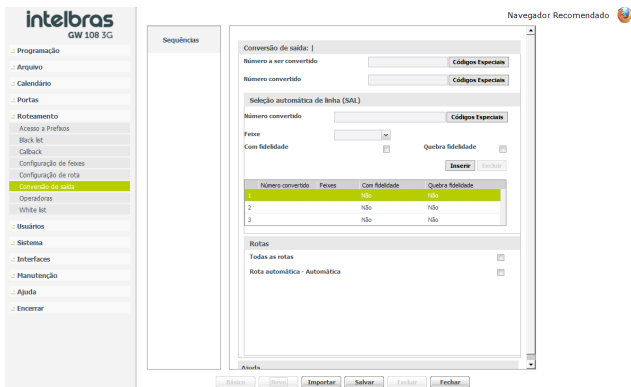 intelbras
GW 108 3G
Navegador Recomendado
Programação
Arquivo
Calendário
Portas
Roteamento
Acesso a Prefixos
Black list
Callback
Configuração de feixes
Configuração de rota
Conversão de saída
Operadoras
White list
Usuários
Sistema
Interfaces
Manutenção
Ajuda
Encerrar
Sequências
Conversão de saída: |
Número a ser convertido
Códigos Especiais
Número convertido
Códigos Especiais
Seleção automática de linha (SAL)
Número convertido
Códigos Especiais
Feixe
Com fidelidade
Quebra fidelidade
Inserir Excluir
Número convertido Feixes Com fidelidade Quebra fidelidade
1 Não Não
2 Não Não
3 Não Não
Rotas
Todas as rotas
Rota automática - Automática
Ajuda
Novo Importar Salvar Excluir Fechar